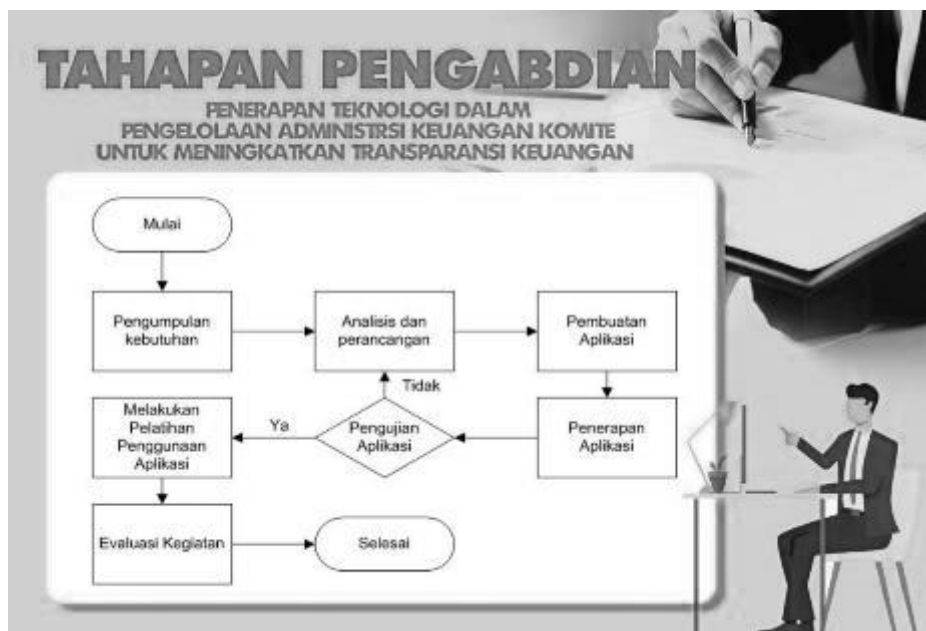 TAHAPAN PENGABDIAN
PENERAPAN TEKNOLOGI DALAM
PENGELOLAAN ADMINISTRSI KEUANGAN KOMITE
UNTUK MENINGKATKAN TRANSPARANSI KEUANGAN
Mulai
Pengumpulan
kebutuhan
Analisis dan
perancangan
Pembuatan
Aplikasi
Penerapan
Aplikasi
Pengujian
Aplikasi
Tidak
Ya
Melakukan
Pelatihan
Penggunaan
Aplikasi
Evaluasi Kegiatan
Selesai